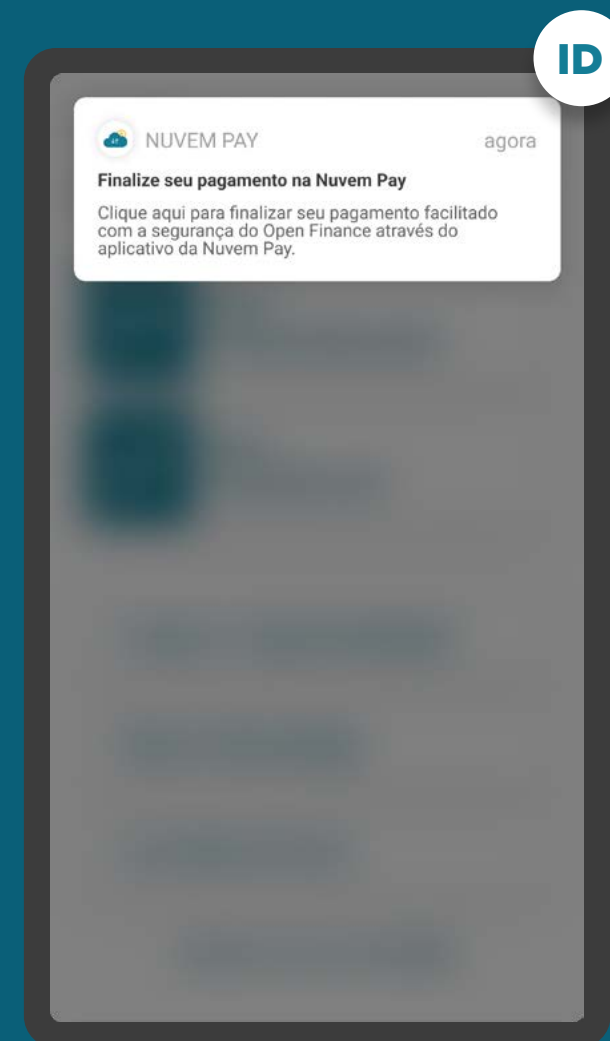 ID
NUVEM PAY
agora
Finalize seu pagamento na Nuvem Pay
Clique aqui para finalizar seu pagamento facilitado
com a segurança do Open Finance através do
aplicativo da Nuvem Pay.